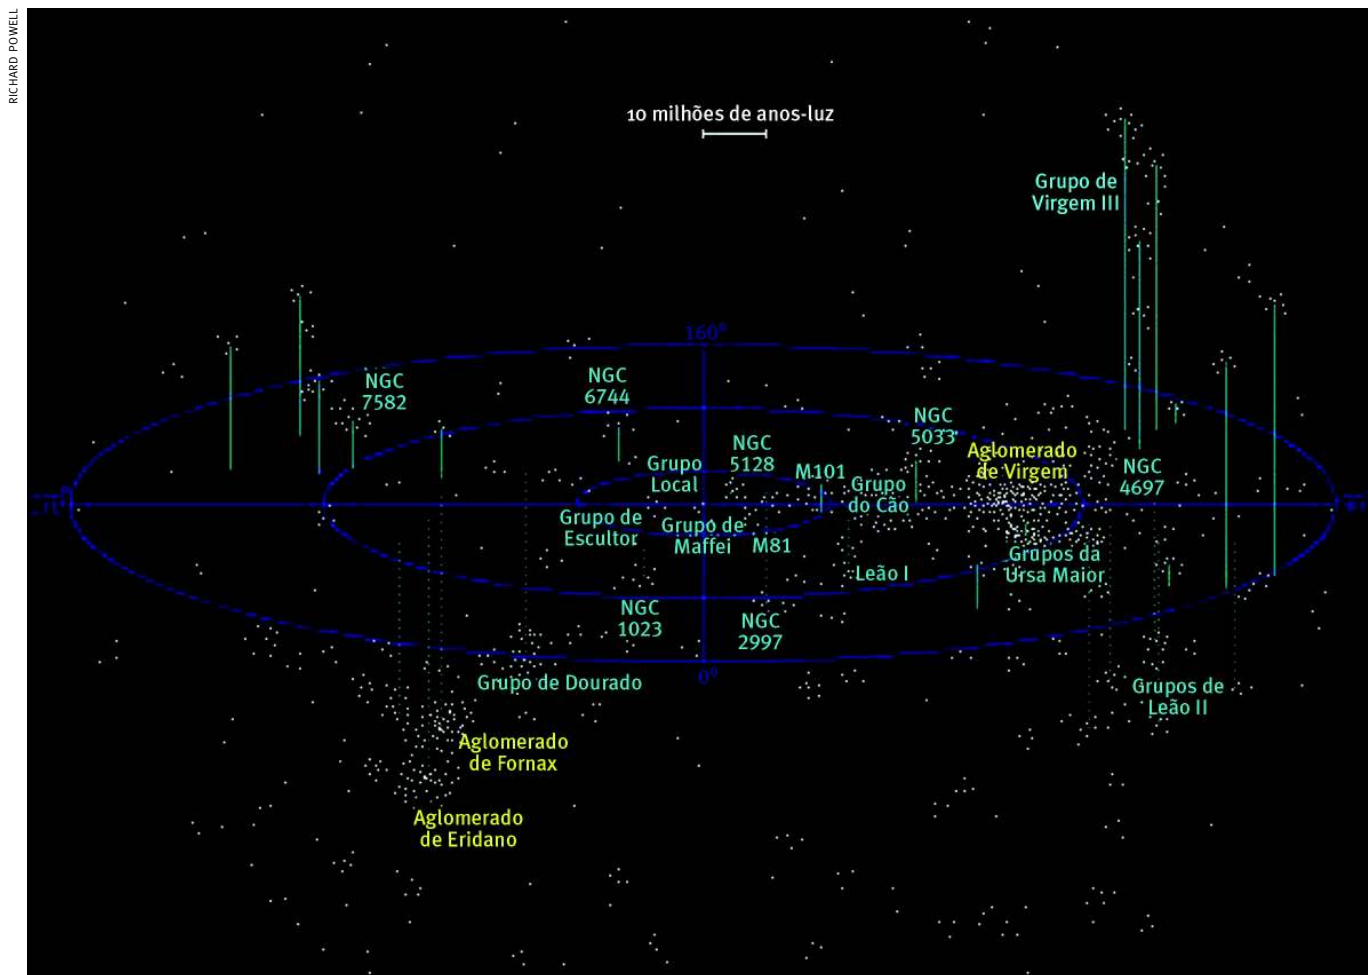 RICHARD POWELL
10 milhões de anos-luz
Grupo de
Virgem III
160º
NGC
7582
NGC
6744
NGC
5033
NGC
5128
Grupo
Local
M101
Grupo
do Cão
Aglomerado
de Virgem
NGC
4697
Grupo de
Escultor
Grupo de
Maffei
M81
Leão I
Grupos da
Ursa Maior
NGC
1023
NGC
2997
0º
Grupo de Dourado
Grupos de
Leão II
Aglomerado
de Fornax
Aglomerado
de Eridano